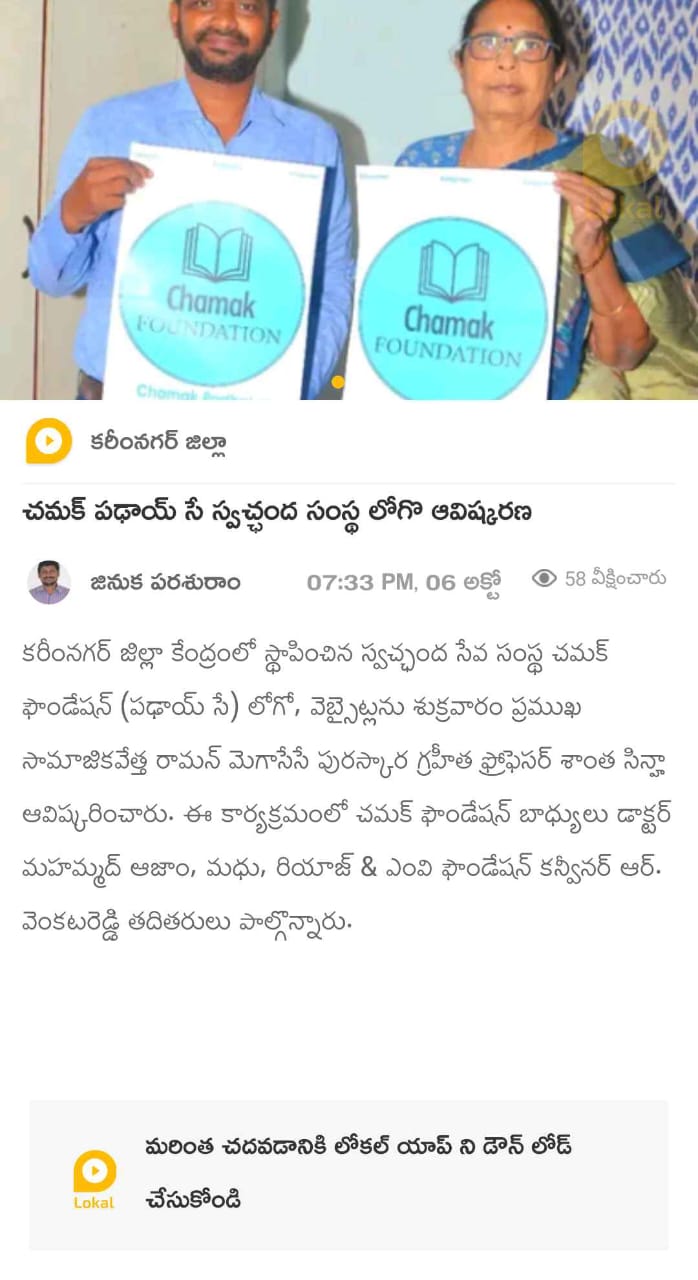 Chamak
FOUNDATION
Chamak
FOUNDATION
కరీంనగర్ జిల్లా
చమక్ పఢాయ్ సే స్వచ్ఛంద సంస్థ లోగొ ఆవిష్కరణ
జినుక పరశురాం
07:33 PM, 06 అక్టో
58 వీక్షించారు
కరీంనగర్ జిల్లా కేంద్రంలో స్థాపించిన స్వచ్ఛంద సేవ సంస్థ చమక్
ఫౌండేషన్ (పఢాయ్ సే) లోగో, వెబ్సైట్లను శుక్రవారం ప్రముఖ
సామాజికవేత్త రామన్ మెగాసేసే పురస్కార గ్రహీత ఫ్రోఫెసర్ శాంత సిన్హా
ఆవిష్కరించారు. ఈ కార్యక్రమంలో చమక్ ఫౌండేషన్ బాధ్యులు డాక్టర్
మహమ్మద్ ఆజాం, మధు, రియాజ్ & ఎంవి ఫౌండేషన్ కన్వీనర్ ఆర్.
వెంకటరెడ్డి తదితరులు పాల్గొన్నారు.
మరింత చదవడానికి లోకల్ యాప్ ని డౌన్ లోడ్
చేసుకోండి
Lokal